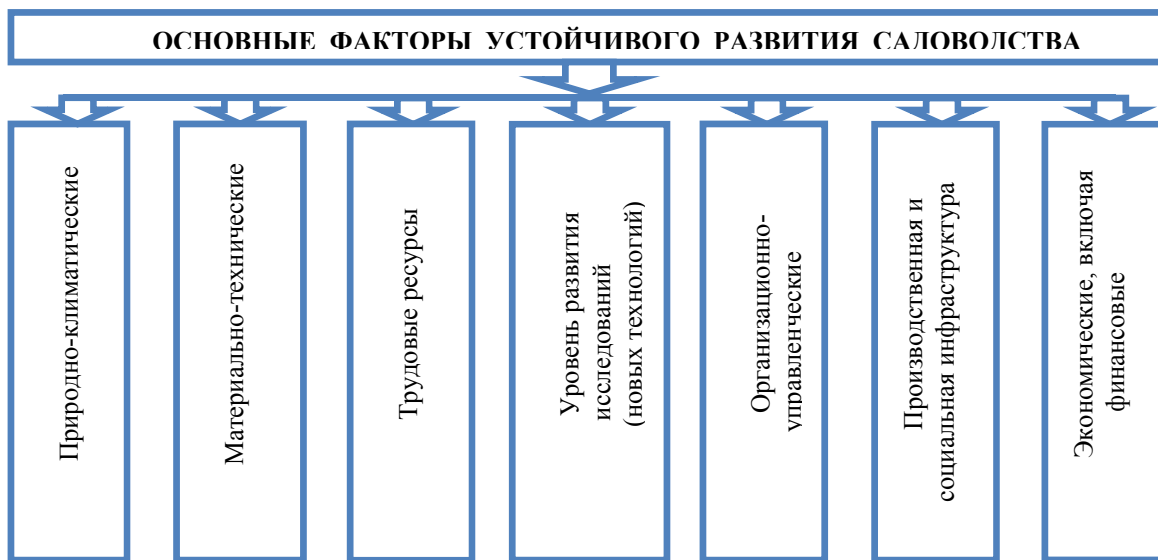 ОСНОВНЫЕ ФАКТОРЫ УСТОЙЧИВОГО РАЗВИТИЯ САДОВОДСТВА
Природно-климатические
Материально-технические
Трудовые ресурсы
Уровень развития
исследований
(новых технологий)
Организационно-
управленческие
Производственная и
социальная инфраструктура
Экономические, включая
финансовые